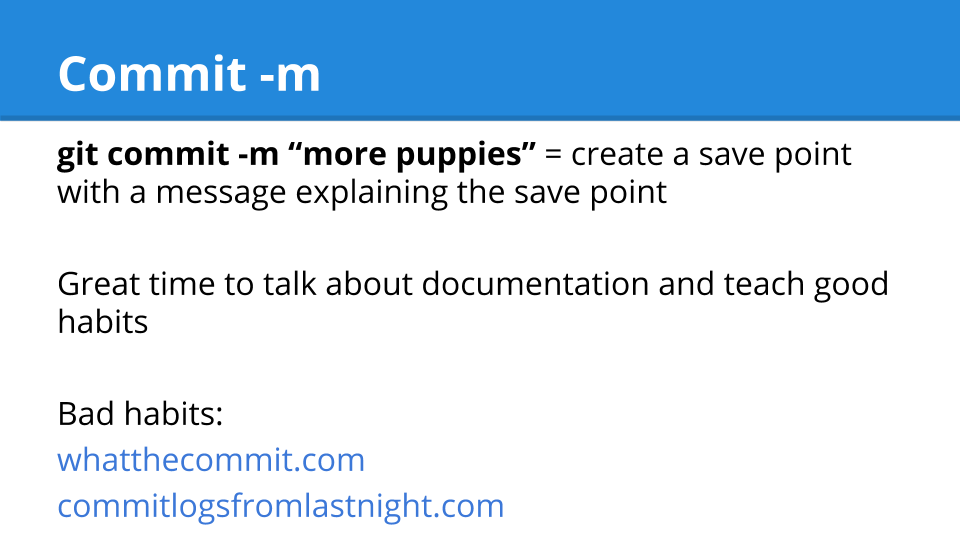 Commit -m
git commit -m “more puppies” = create a save point
with a message explaining the save point
Great time to talk about documentation and teach good
habits
Bad habits:
whatthecommit.com
commitlogsfromlastnight.com